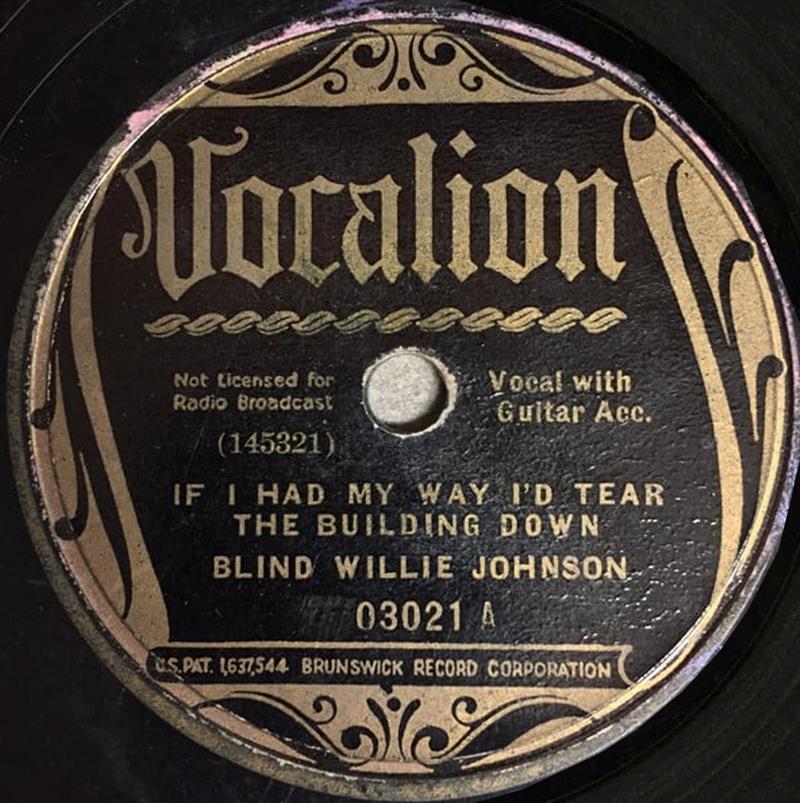 Vocalion
Not Licensed for
Radio Broadcast
(145321)
Vocal with
Guitar Acc.
IF I HAD MY WAY I'D TEAR
THE BUILDING DOWN
BLIND WILLIE JOHNSON
03021 A
U.S.PAT. 1,637,544 BRUNSWICK RECORD CORPORATION